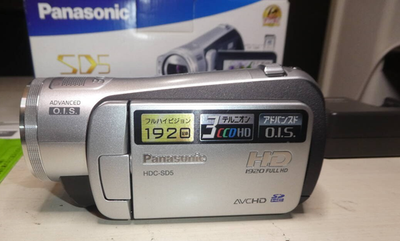 Panasonic
SD5
ADVANCED
O.I.S.
フルハイビジョン
1920
3CCD HD
アドバンスド
O.I.S.
Panasonic
HDC-SD5
HD
1920 FULL HD
AVCHD